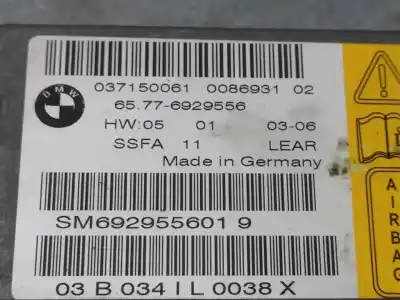 BMW
037150061 0086931 02
65.77-6929556
HW:05 01 03-06
SSFA 11 LEAR
Made in Germany
SM692955601 9
03 B 034 I L 0038 X
AIRBAG